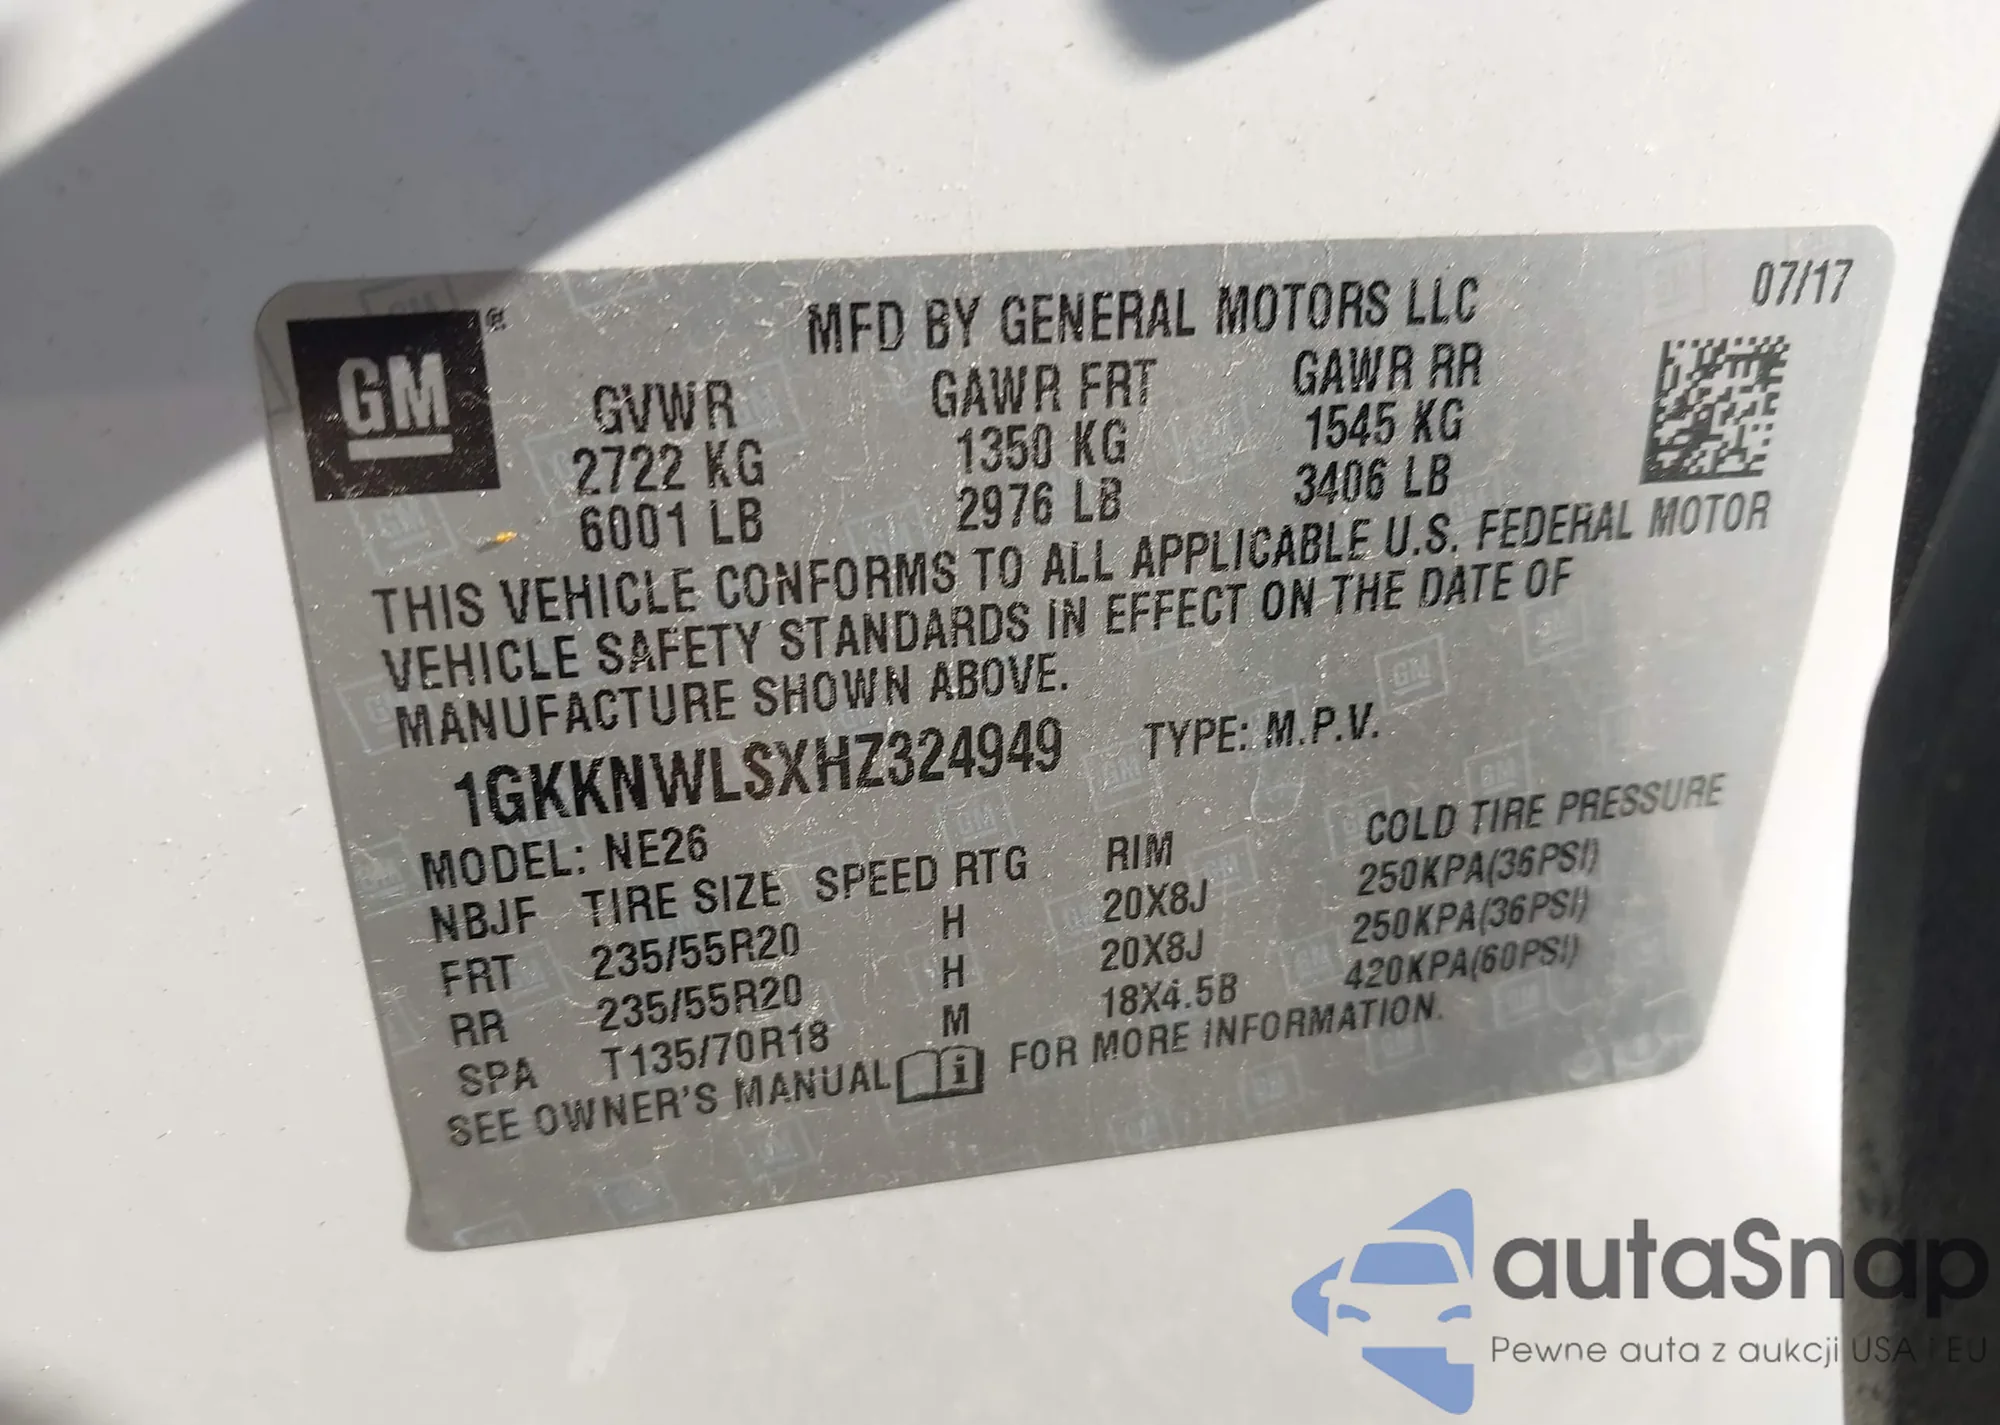 GM®
MFD BY GENERAL MOTORS LLC
07/17
GVWR GAWR FRT GAWR RR
2722 KG 1350 KG 1545 KG
6001 LB 2976 LB 3406 LB
THIS VEHICLE CONFORMS TO ALL APPLICABLE U.S. FEDERAL MOTOR
VEHICLE SAFETY STANDARDS IN EFFECT ON THE DATE OF
MANUFACTURE SHOWN ABOVE.
1GKKNWLSXHZ324949 TYPE: M.P.V.
MODEL: NE26
NBJF TIRE SIZE SPEED RTG RIM COLD TIRE PRESSURE
FRT 235/55R20 H 20X8J 250KPA(36PSI)
RR 235/55R20 H 20X8J 250KPA(36PSI)
SPA T135/70R18 M 18X4.5B 420KPA(60PSI)
SEE OWNER'S MANUAL i FOR MORE INFORMATION.
autaSnap
Pewne auta z aukcji USA i EU